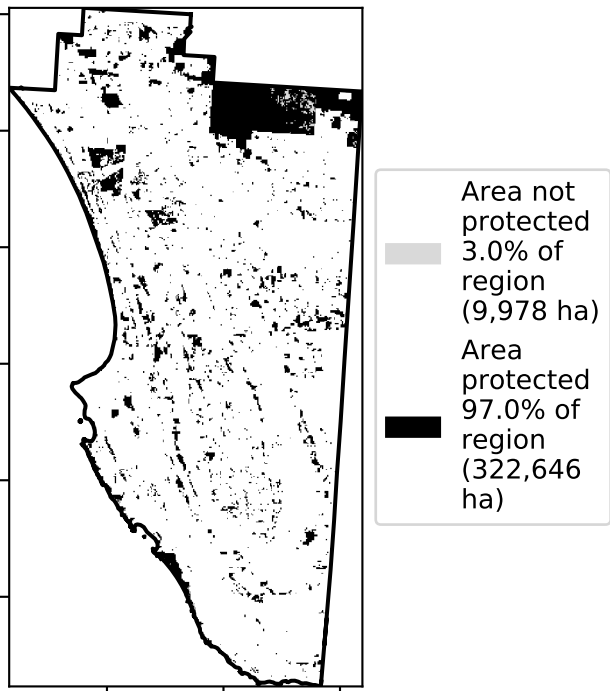 Area not
protected
3.0% of
region
(9,978 ha)
Area
protected
97.0% of
region
(322,646
ha)